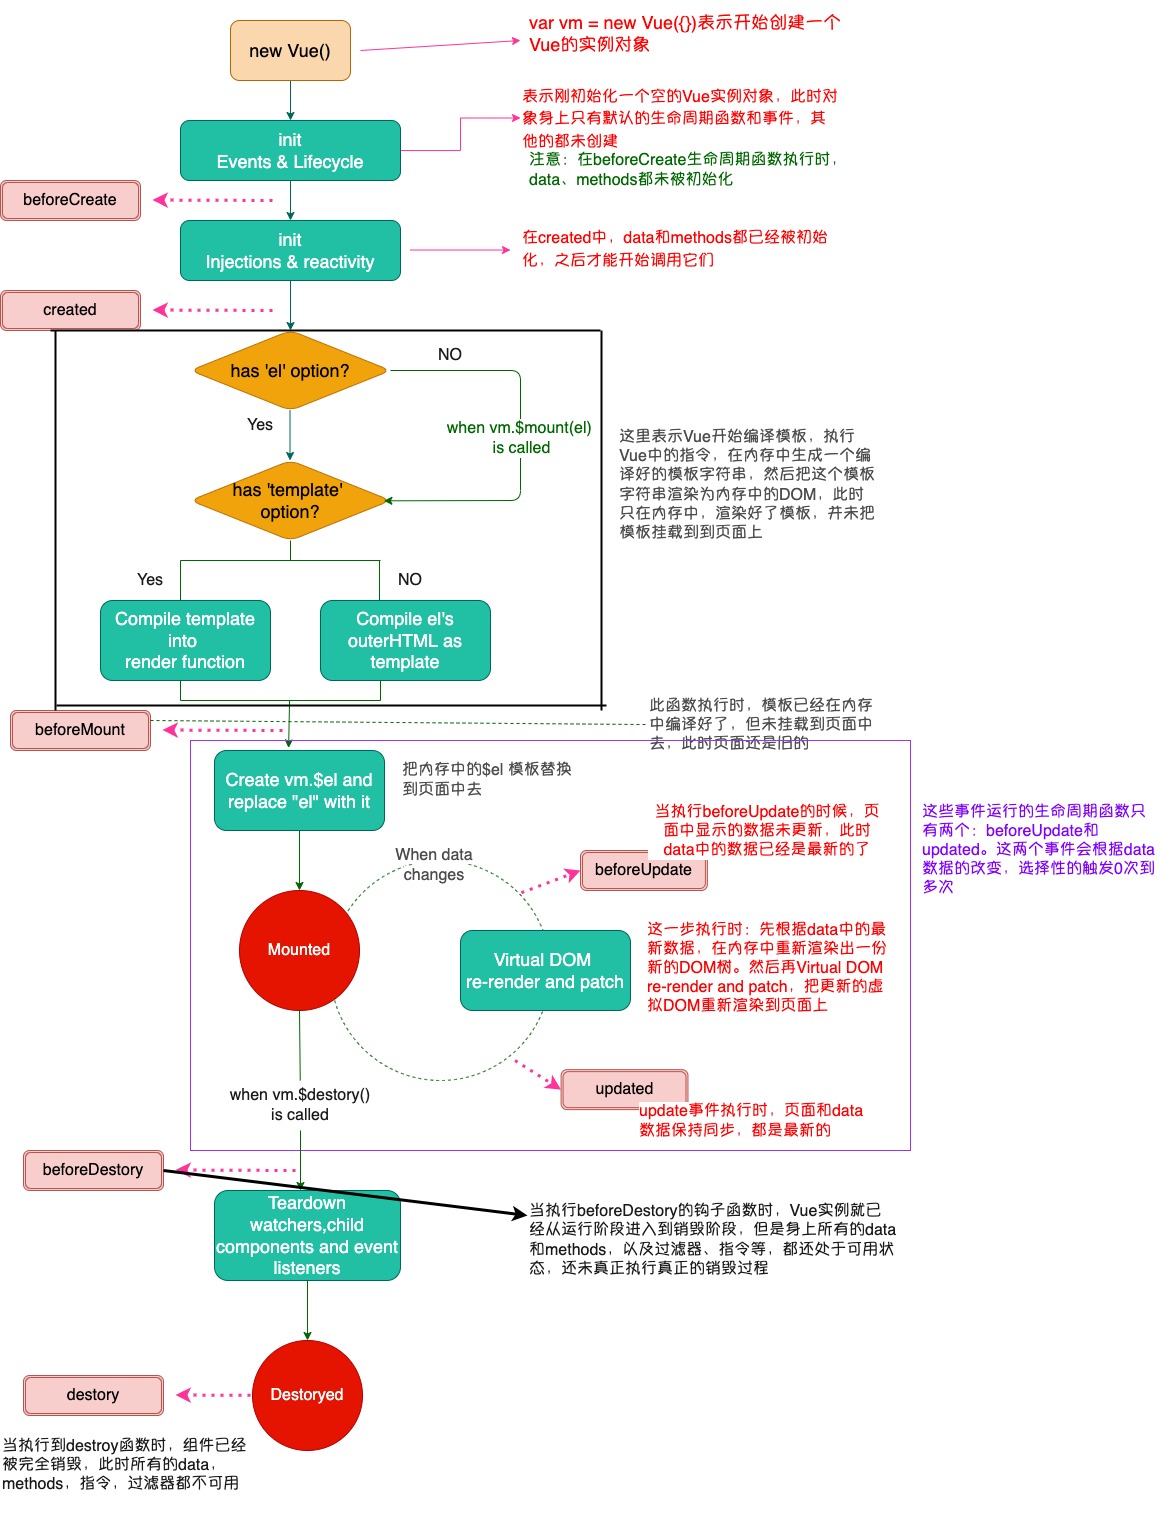 new Vue()
var vm = new Vue({})表示开始创建一个
Vue的实例对象
表示刚初始化一个空的Vue实例对象，此时对
象身上只有默认的生命周期函数和事件，其
他的都未创建
init
Events & Lifecycle
注意：在beforeCreate生命周期函数执行时，
data、methods都未被初始化
beforeCreate
init
Injections & reactivity
在created中，data和methods都已经被初始
化，之后才能开始调用它们
created
has 'el' option?
NO
Yes
when vm.$mount(el)
is called
这里表示Vue开始编译模板，执行
Vue中的指令，在内存中生成一个编
译好的模板字符串，然后把这个模板
字符串渲染为内存中的DOM，此时
只在内存中，渲染好了模板，并未把
模板挂载到到页面上
has 'template'
option?
Yes
NO
Compile template
into
render function
Compile el's
outerHTML as
template
beforeMount
此函数执行时，模板已经在内存
中编译好了，但未挂载到页面中
去，此时页面还是旧的
Create vm.$el and
replace "el" with it
把内存中的$el 模板替换
到页面中去
当执行beforeUpdate的时候，页
面中显示的数据未更新，此时
data中的数据已经是最新的了
这些事件运行的生命周期函数只
有两个：beforeUpdate和
updated。这两个事件会根据data
数据的改变，选择性的触发0次到
多次
When data
changes
beforeUpdate
Mounted
Virtual DOM
re-render and patch
这一步执行时：先根据data中的最
新数据，在内存中重新渲染出一份
新的DOM树。然后再Virtual DOM
re-render and patch，把更新的虚
拟DOM重新渲染到页面上
when vm.$destory()
is called
updated
update事件执行时，页面和data
数据保持同步，都是最新的
beforeDestory
Teardown
watchers,child
components and event
listeners
当执行beforeDestory的钩子函数时，Vue实例就已
经从运行阶段进入到销毁阶段，但是身上所有的data
和methods，以及过滤器、指令等，都还处于可用状
态，还未真正执行真正的销毁过程
destory
Destoryed
当执行到destroy函数时，组件已经
被完全销毁，此时所有的data，
methods，指令，过滤器都不可用